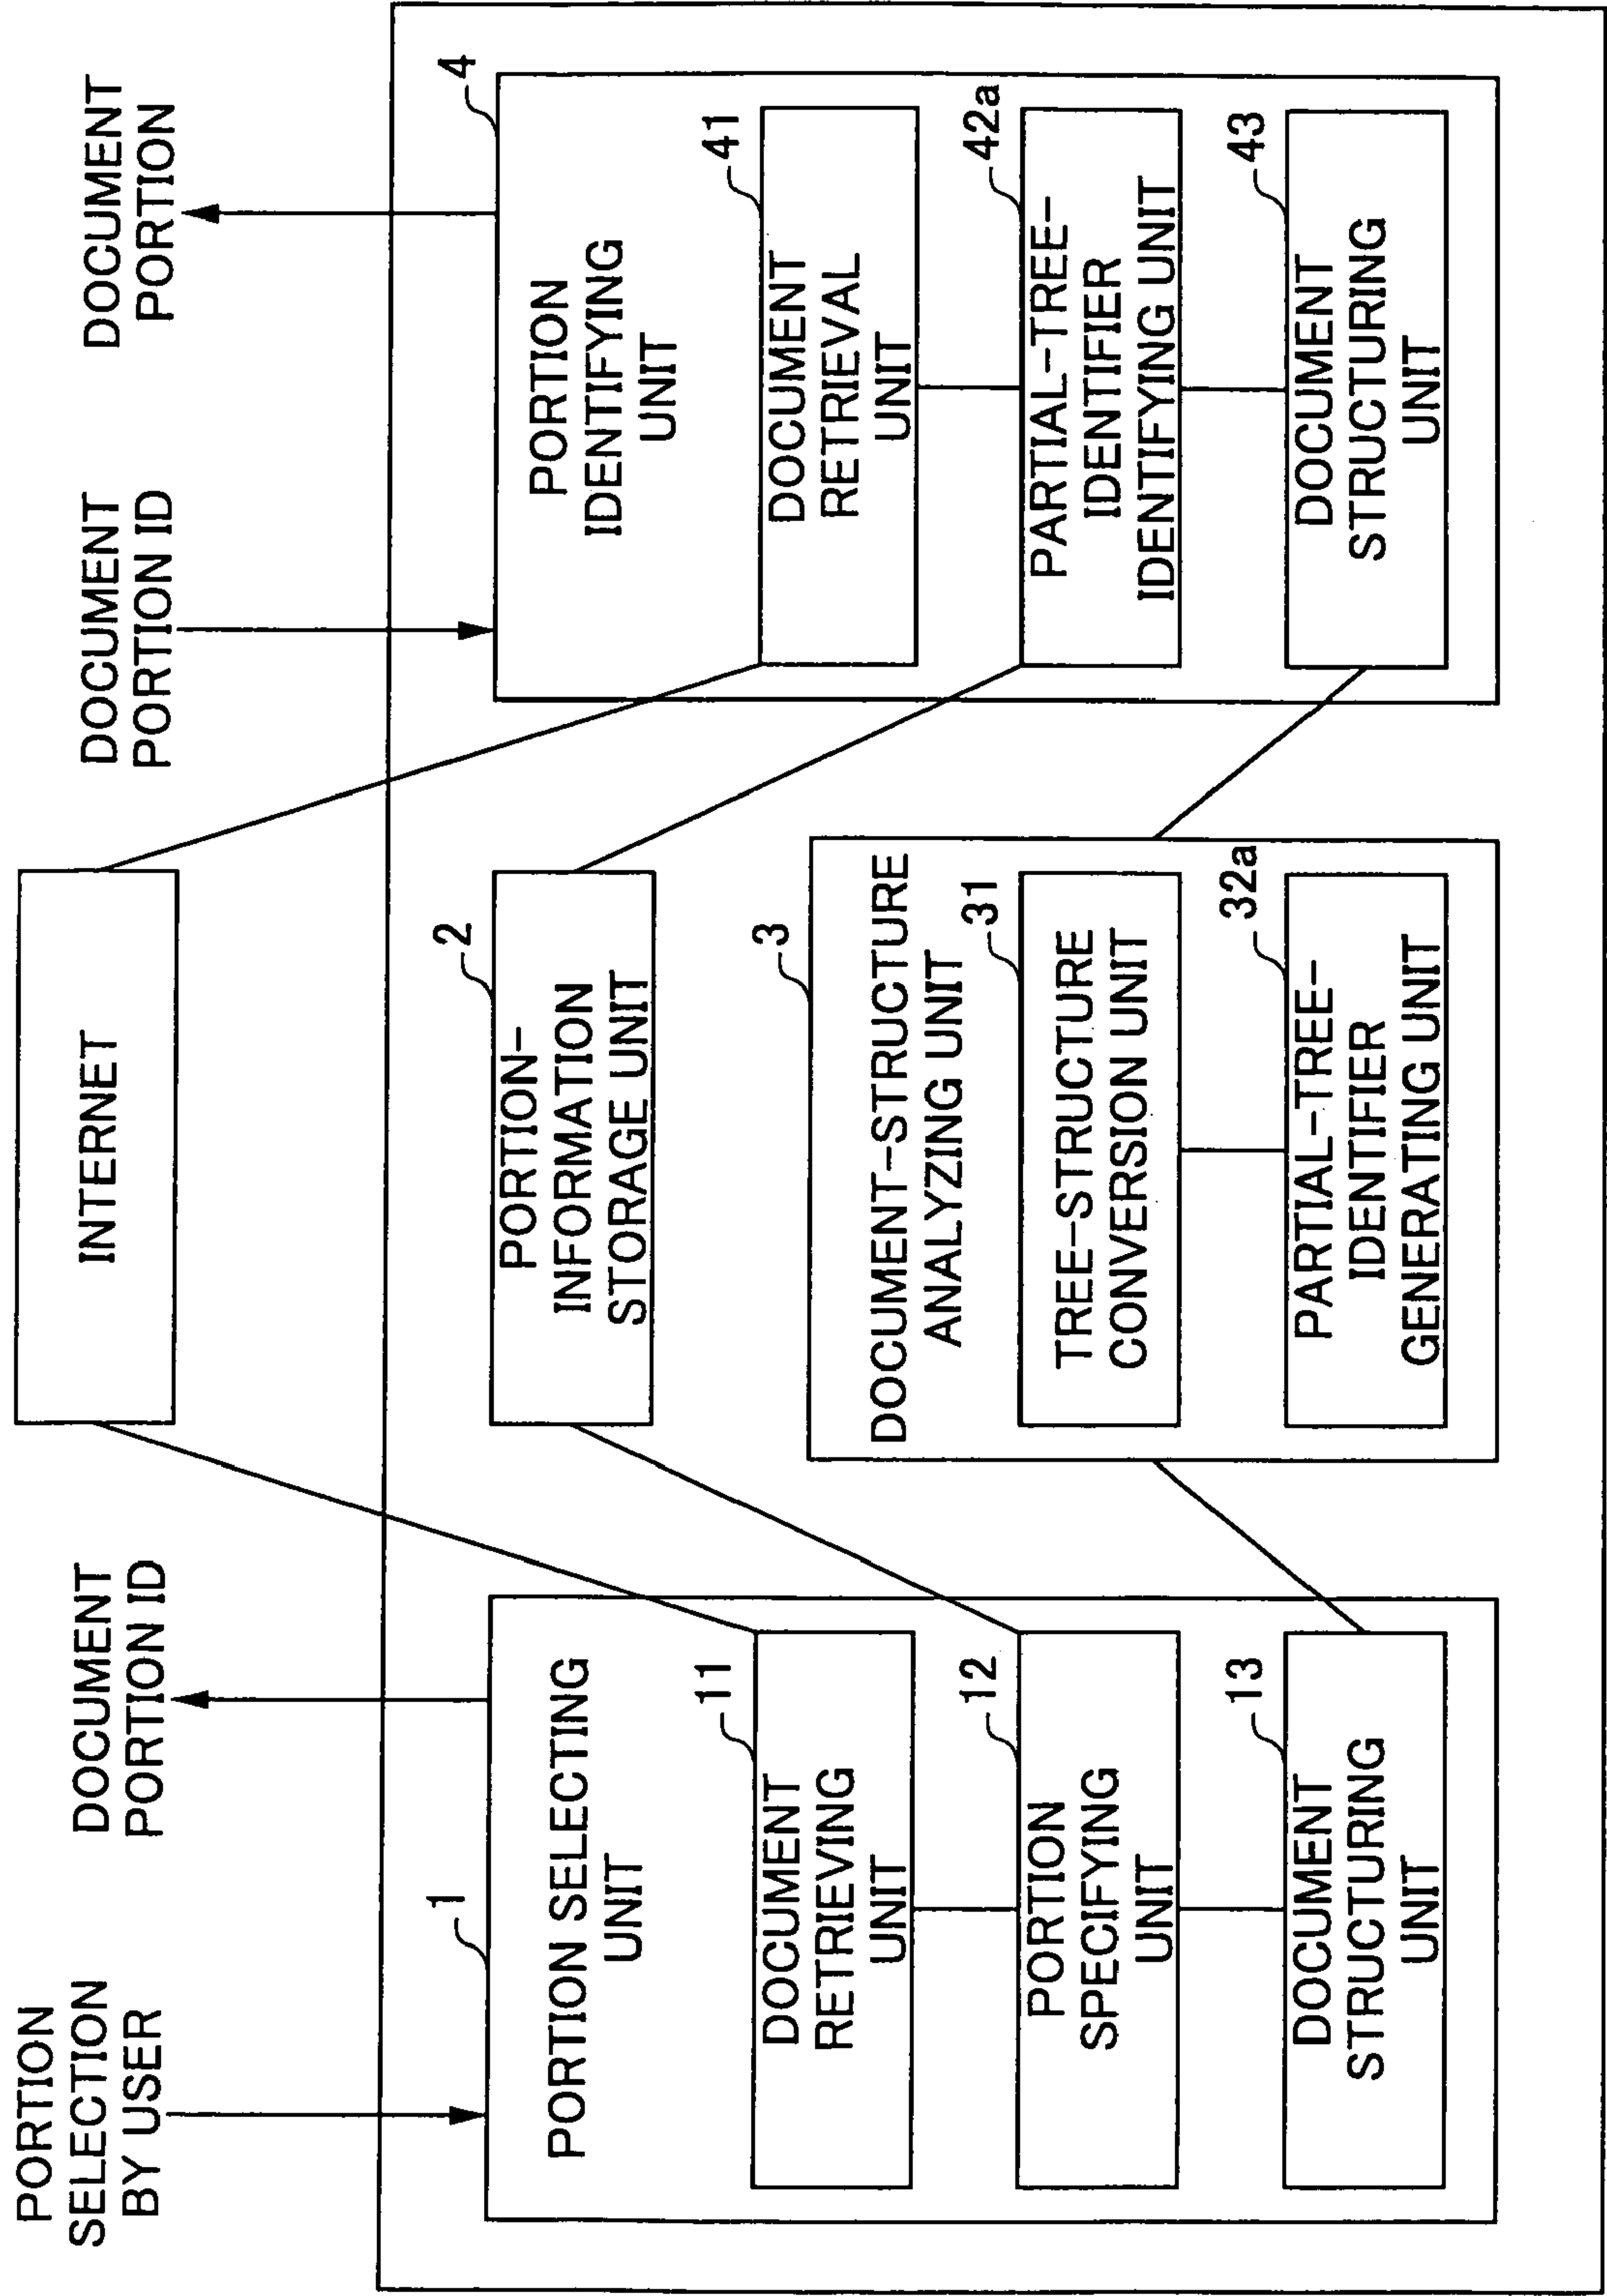 PORTION
SELECTION
BY USER
DOCUMENT
PORTION ID
INTERNET
DOCUMENT
PORTION ID
DOCUMENT
PORTION
1
PORTION SELECTING
UNIT
11
DOCUMENT
RETRIEVING
UNIT
12
PORTION
SPECIFYING
UNIT
13
DOCUMENT
STRUCTURING
UNIT
2
PORTION-
INFORMATION
STORAGE UNIT
3
DOCUMENT-STRUCTURE
ANALYZING UNIT
31
TREE-STRUCTURE
CONVERSION UNIT
32a
PARTIAL-TREE-
IDENTIFIER
GENERATING UNIT
4
PORTION
IDENTIFYING
UNIT
41
DOCUMENT
RETRIEVAL
UNIT
42a
PARTIAL-TREE-
IDENTIFIER
IDENTIFYING UNIT
43
DOCUMENT
STRUCTURING
UNIT